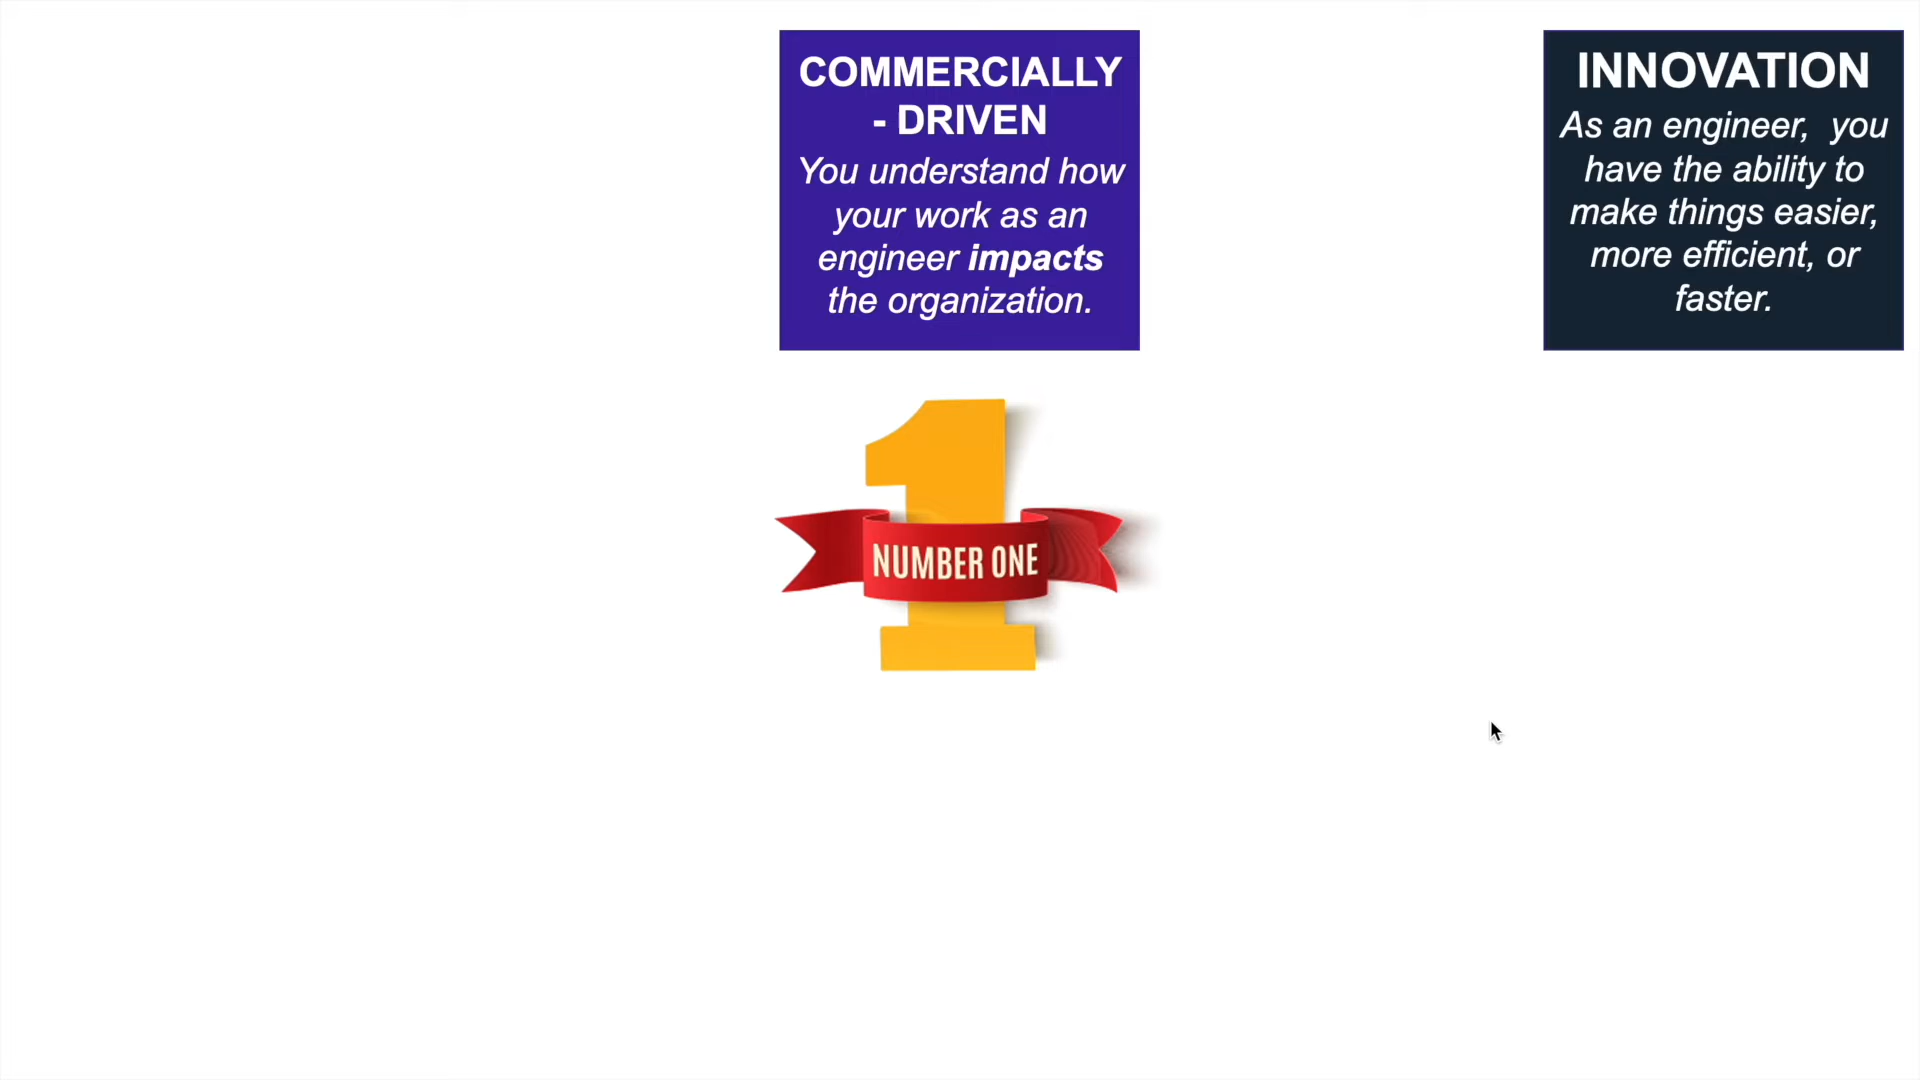 COMMERCIALLY
- DRIVEN
You understand how
your work as an
engineer impacts
the organization.
INNOVATION
As an engineer,  you
have the ability to
make things easier,
more efficient, or
faster.
1
NUMBER ONE